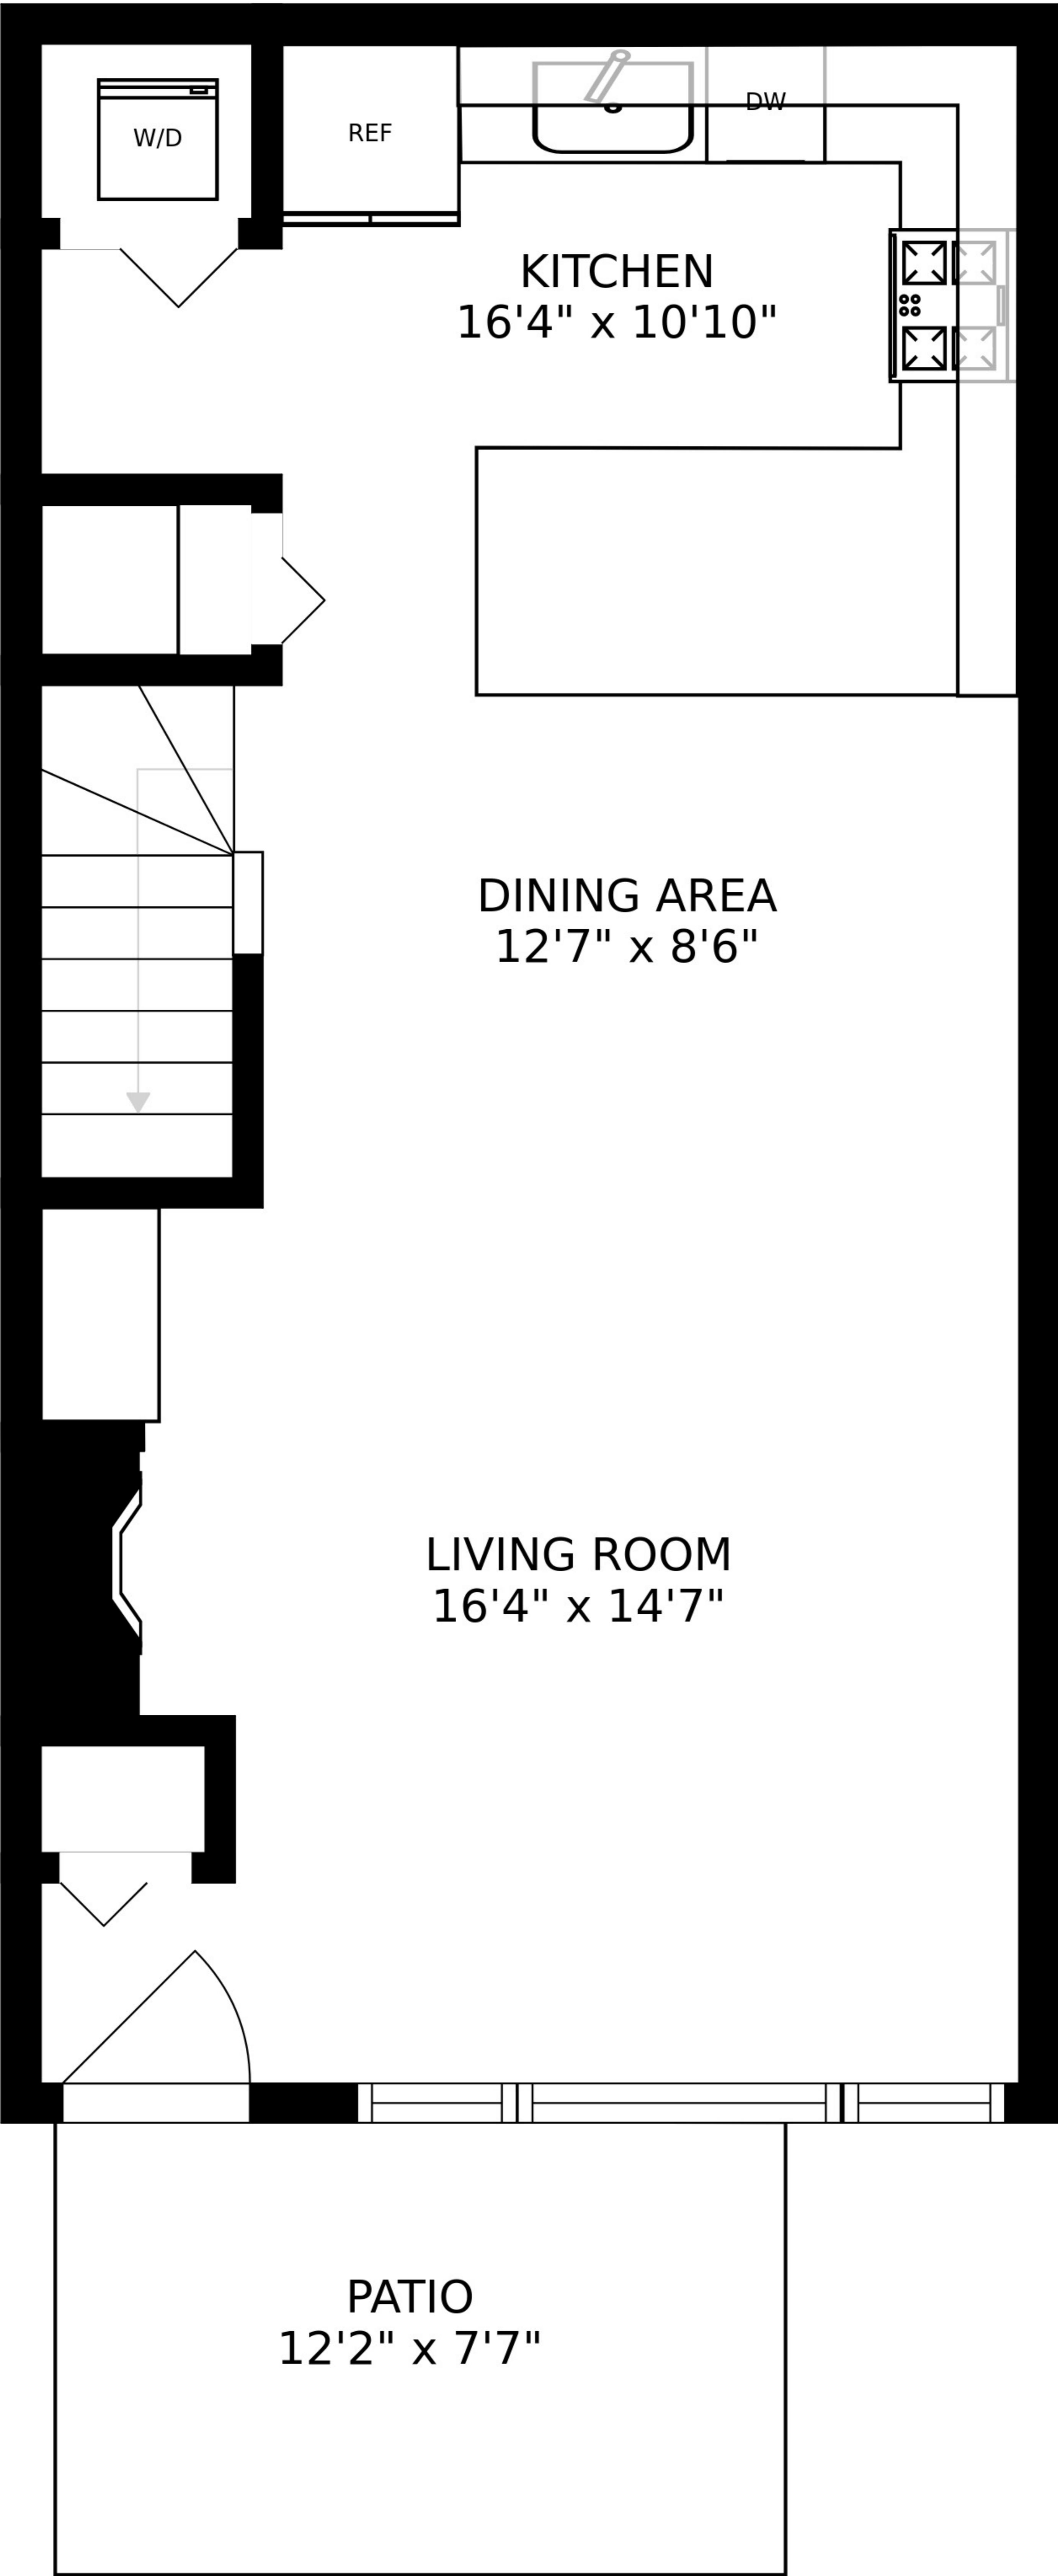 W/D
REF
DW
KITCHEN
16'4" x 10'10"
DINING AREA
12'7" x 8'6"
LIVING ROOM
16'4" x 14'7"
PATIO
12'2" x 7'7"